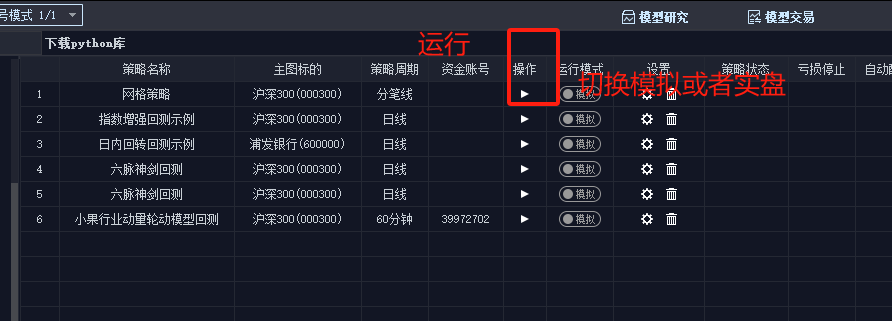 号模式 1/1 模型研究 模型交易
下载python库 运行
策略名称 主图标的 策略周期 资金账号 操作 运行模式 设置 策略状态 亏损停止
切换模拟或者实盘
1 网格策略 沪深300(000300) 分笔线 模拟
2 指数增强回测示例 沪深300(000300) 日线 模拟
3 日内回转回测示例 浦发银行(600000) 日线 模拟
4 六脉神剑回测 沪深300(000300) 日线 模拟
5 六脉神剑回测 沪深300(000300) 日线 模拟
6 小果行业动量轮动模型回测 沪深300(000300) 60分钟 39972702 模拟